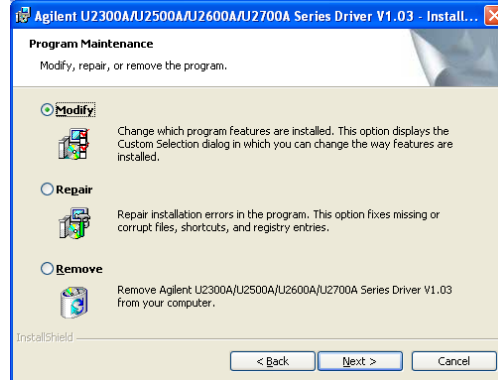 Agilent U2300A/U2500A/U2600A/U2700A Series Driver V1.03 - Install...
Program Maintenance
Modify, repair, or remove the program.
Modify
Change which program features are installed. This option displays the
Custom Selection dialog in which you can change the way features are
installed.
Repair
Repair installation errors in the program. This option fixes missing or
corrupt files, shortcuts, and registry entries.
Remove
Remove Agilent U2300A/U2500A/U2600A/U2700A Series Driver V1.03
from your computer.
InstallShield
< Back Next > Cancel